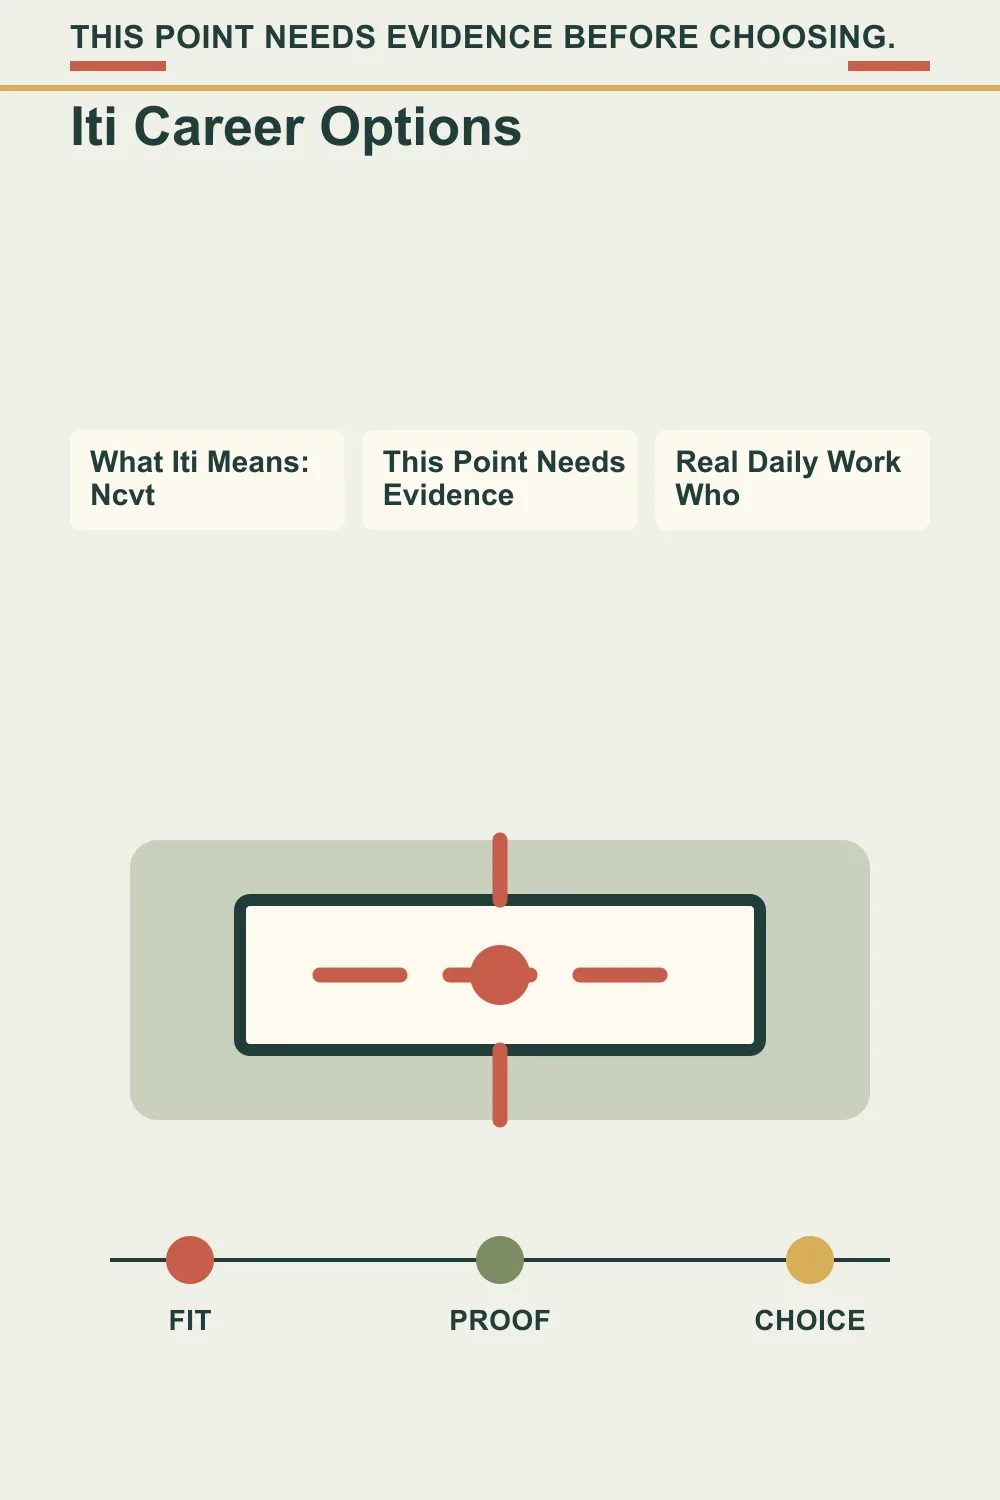 THIS POINT NEEDS EVIDENCE BEFORE CHOOSING.
Iti Career Options
What Iti Means:
Ncvt
This Point Needs
Evidence
Real Daily Work
Who
FIT
PROOF
CHOICE